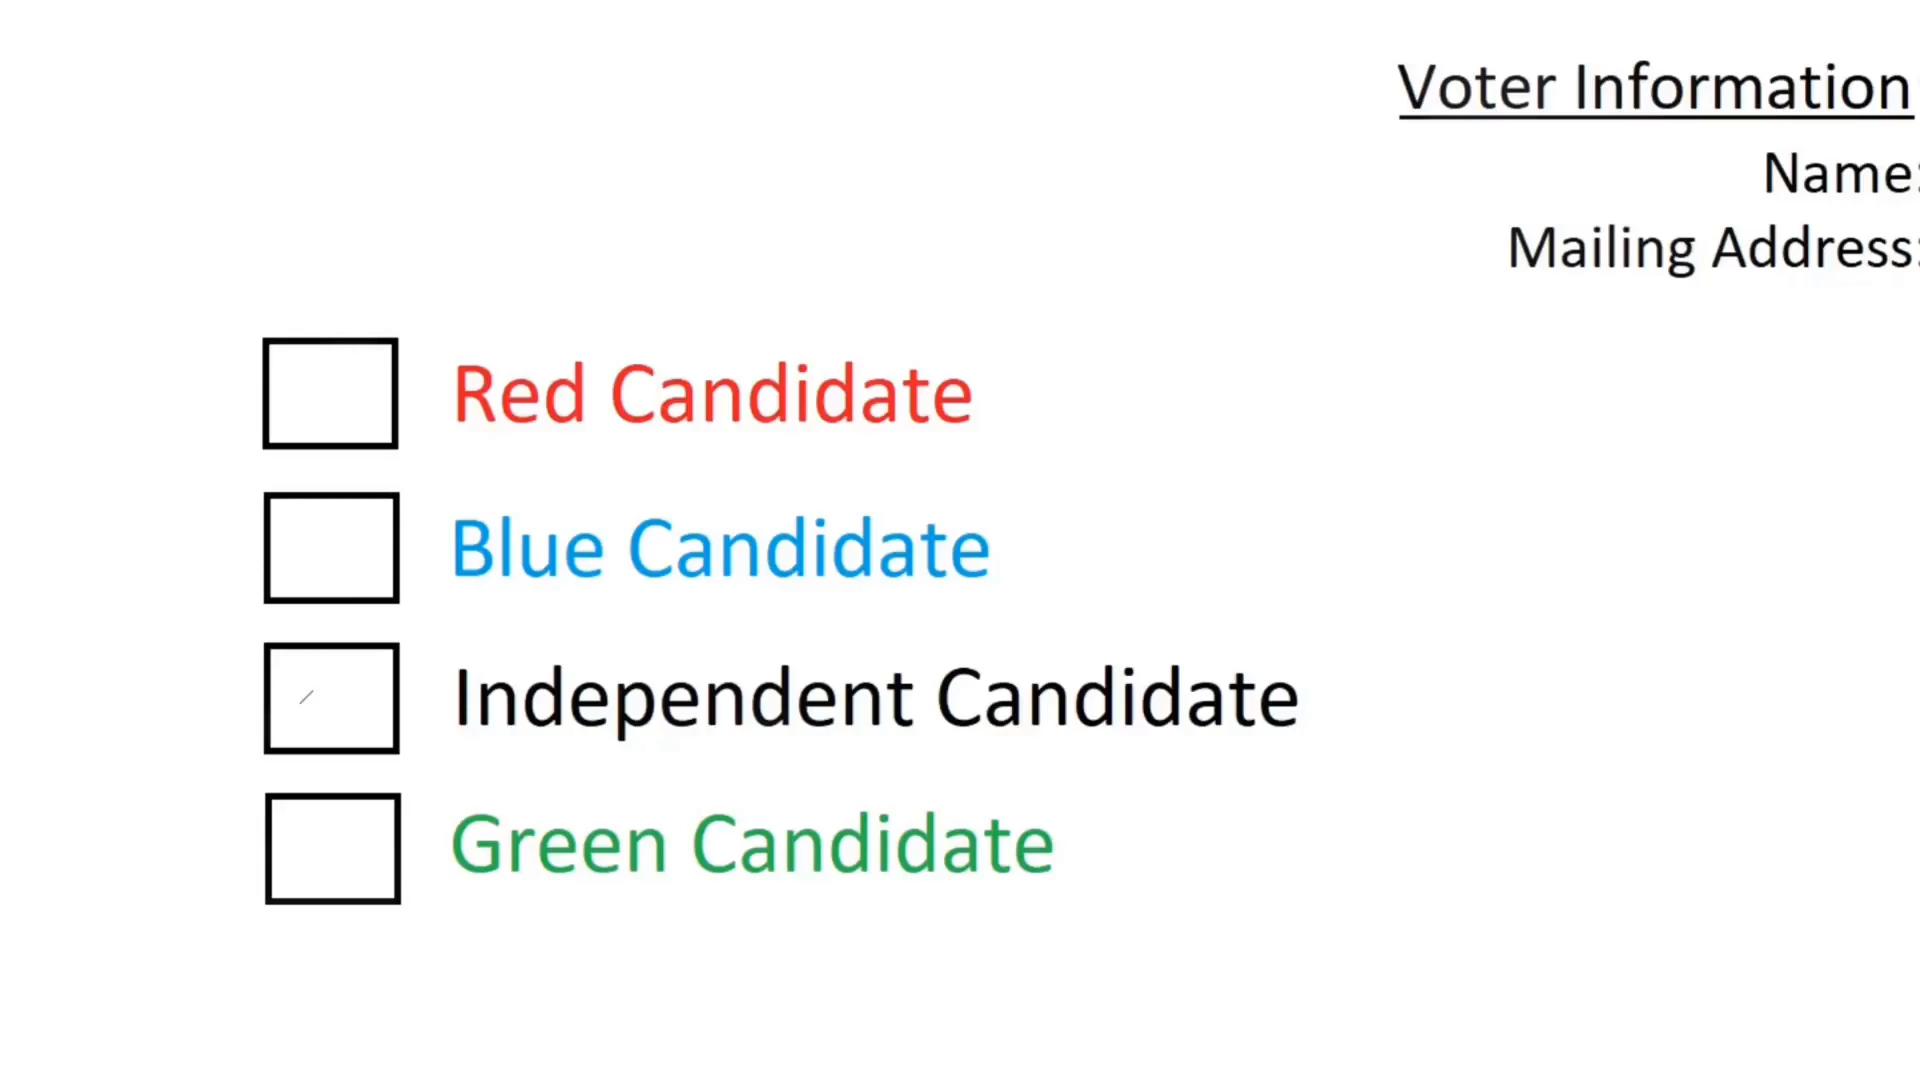 Voter Information
Name:
Mailing Address:
Red Candidate
Blue Candidate
Independent Candidate
Green Candidate